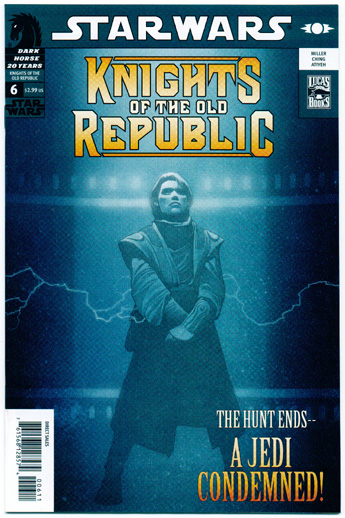 STAR WARS
DARK
HORSE
20 YEARS
KNIGHTS OF THE
OLD REPUBLIC
6 $2.99 US
STAR
WARS
KNIGHTS
OF THE OLD
REPUBLIC
MILLER
CHING
ATIYEH
LUCAS
BOOKS
THE HUNT ENDS--
A JEDI
CONDEMNED!
DIRECT SALES
00611